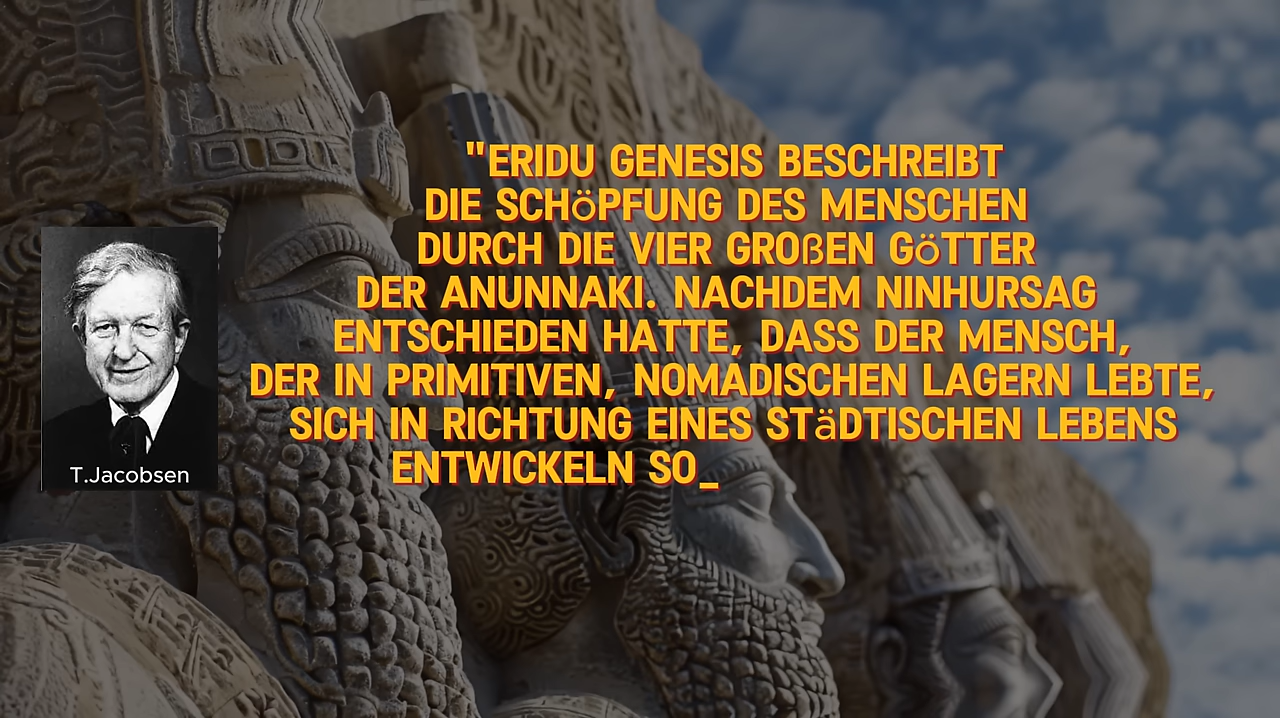 "ERIDU GENESIS BESCHREIBT
DIE SCHöPFUNG DES MENSCHEN
DURCH DIE VIER GROßEN GöTTER
DER ANUNNAKI. NACHDEM NINHURSAG
ENTSCHIEDEN HATTE, DASS DER MENSCH,
DER IN PRIMITIVEN, NOMADISCHEN LAGERN LEBTE,
SICH IN RICHTUNG EINES STäDTISCHEN LEBENS
ENTWICKELN SO_
T.Jacobsen